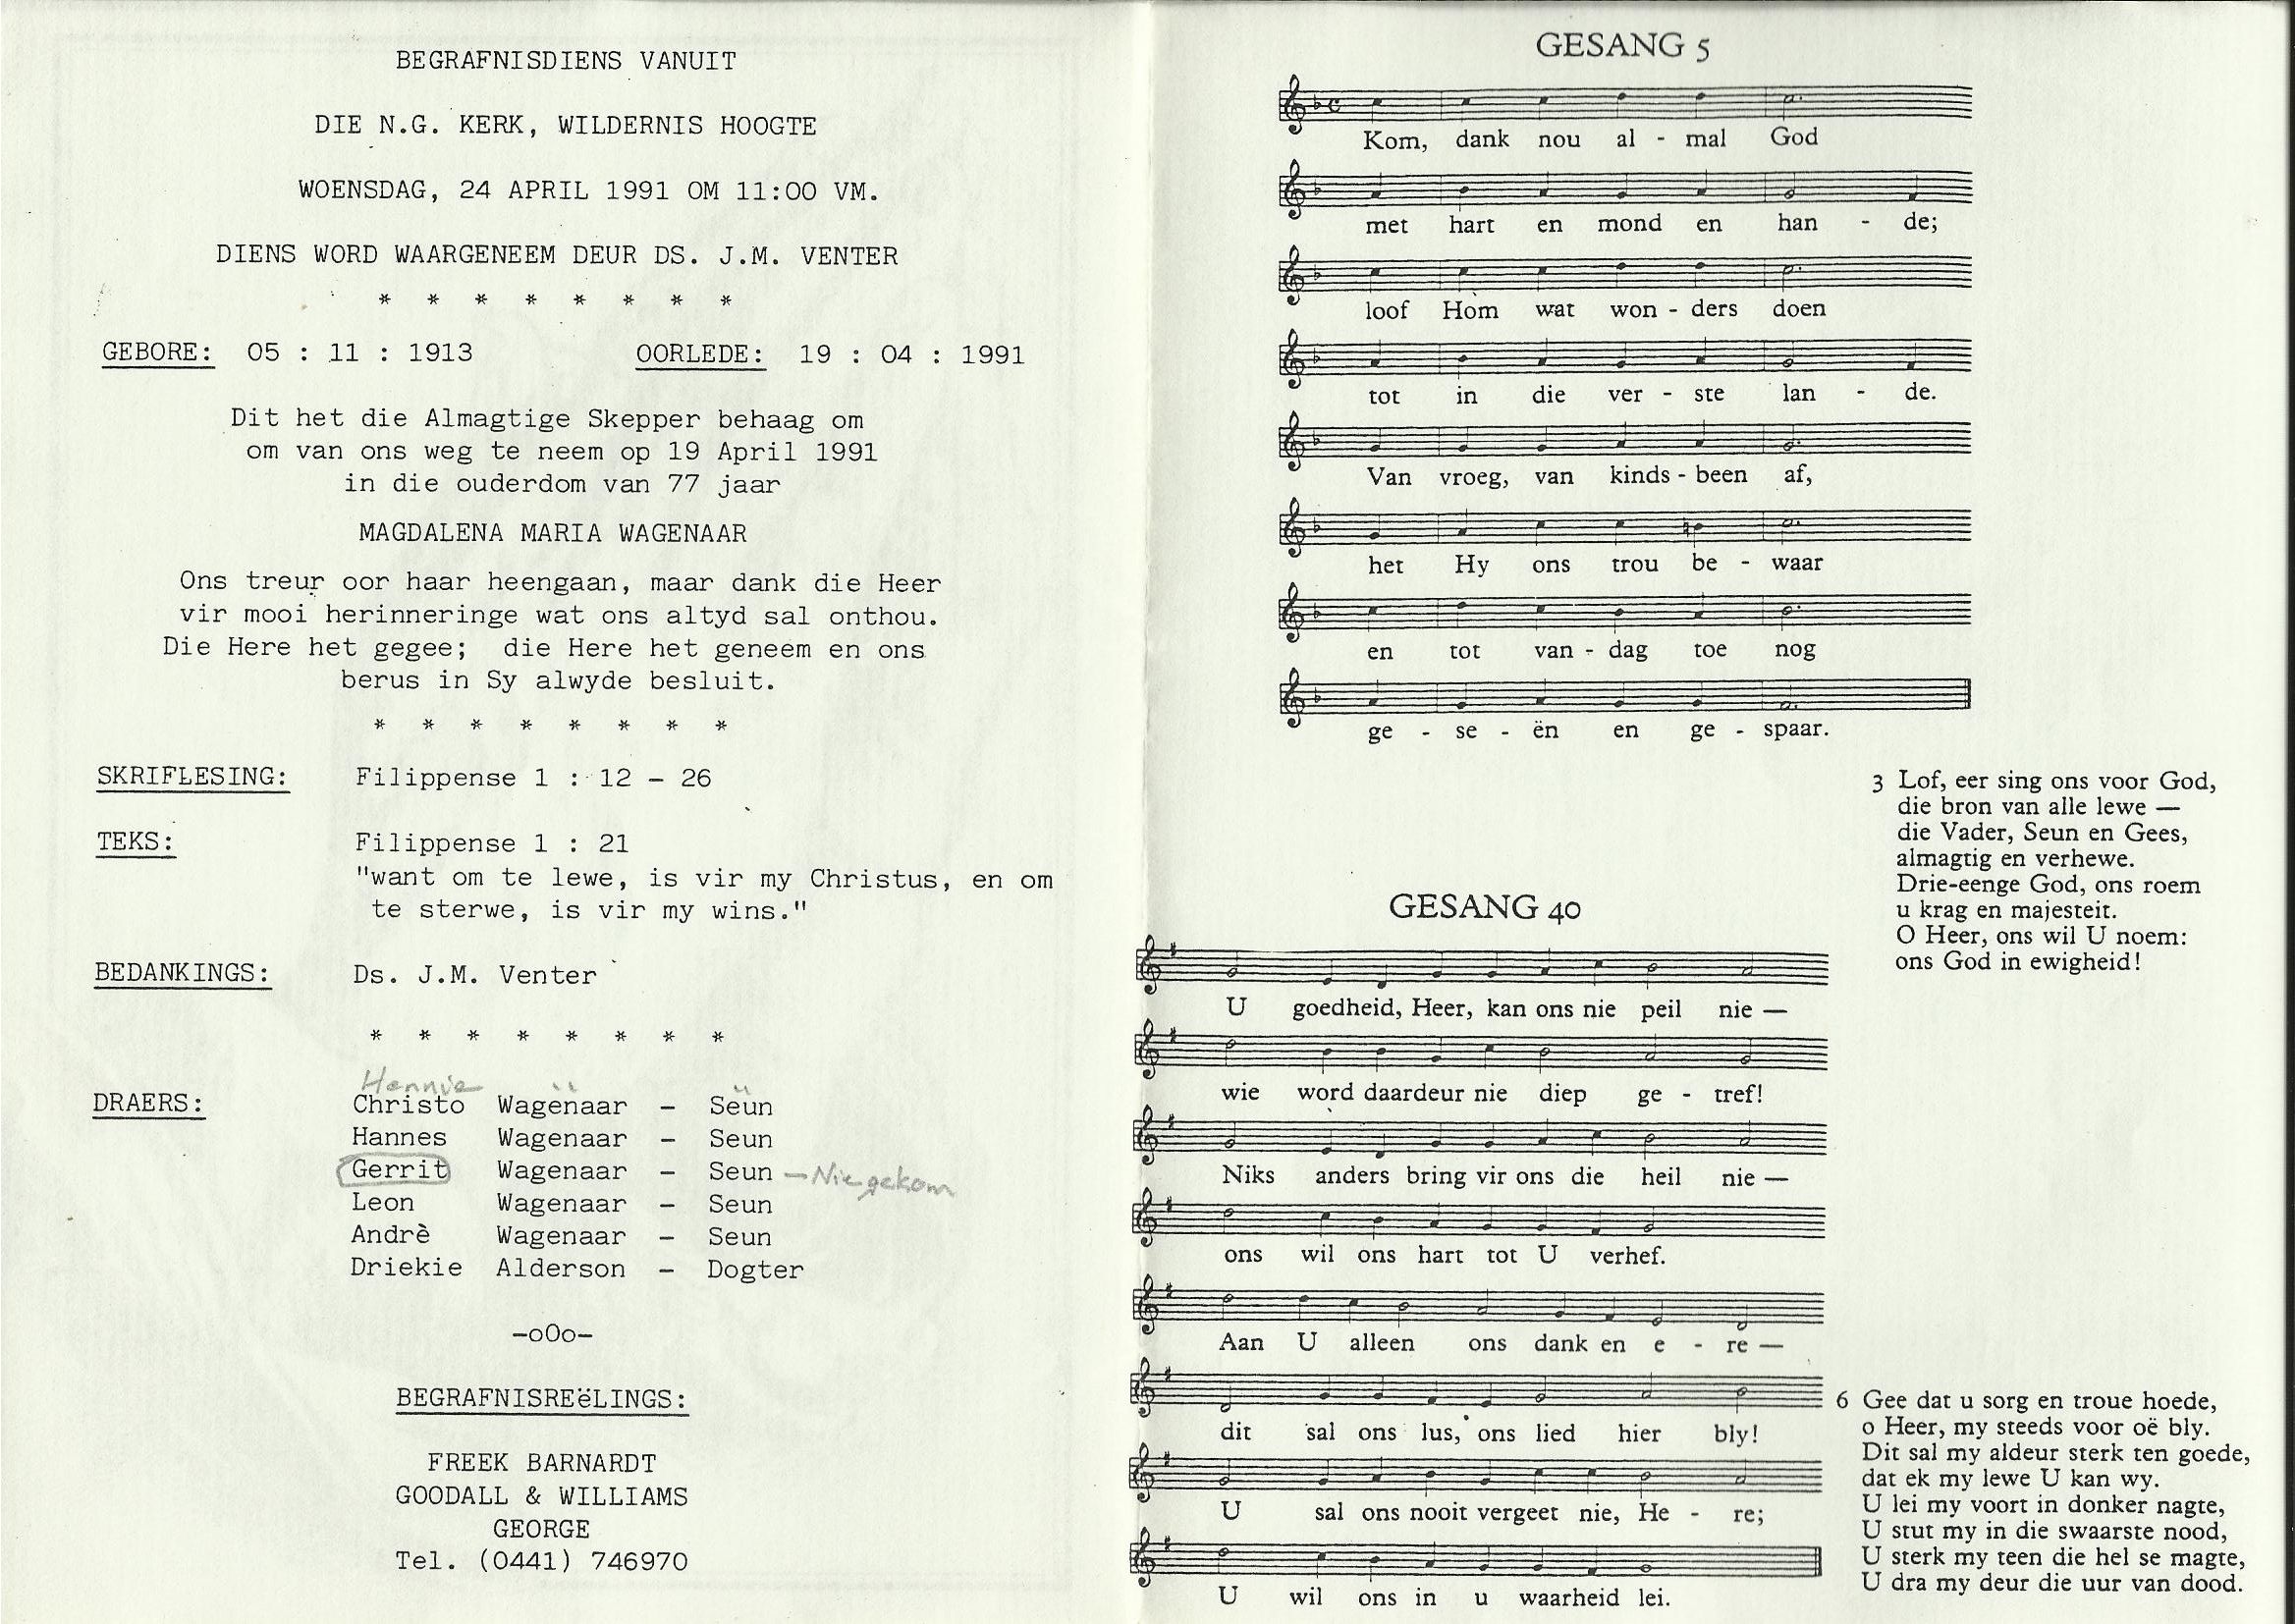 BEGRAFNISDIENS VANUIT
DIE N.G. KERK, WILDERNIS HOOGTE
WOENSDAG, 24 APRIL 1991 OM 11:00 VM.
DIENS WORD WAARGENEEM DEUR DS. J.M. VENTER
* * * * * * * *
GEBORE: 05 : 11 : 1913 OORLEDE: 19 : 04 : 1991
Dit het die Almagtige Skepper behaag om
om van ons weg te neem op 19 April 1991
in die ouderdom van 77 jaar
MAGDALENA MARIA WAGENAAR
Ons treur oor haar heengaan, maar dank die Heer
vir mooi herinneringe wat ons altyd sal onthou.
Die Here het gegee; die Here het geneem en ons
berus in Sy alwyde besluit.
* * * * * * * *
SKRIFLESING: Filippense 1 : 12 - 26
TEKS: Filippense 1 : 21
"want om te lewe, is vir my Christus, en om
te sterwe, is vir my wins."
BEDANKINGS: Ds. J.M. Venter
* * * * * * * *
Hennie " "
DRAERS: Christo Wagenaar - Seun
Hannes Wagenaar - Seun
Gerrit Wagenaar - Seun - Nie gekom
Leon Wagenaar - Seun
Andrè Wagenaar - Seun
Driekie Alderson - Dogter
-oOo-
BEGRAFNISREëLINGS:
FREEK BARNARDT
GOODALL & WILLIAMS
GEORGE
Tel. (0441) 746970
GESANG 5
Kom, dank nou al - mal God
met hart en mond en han - de;
loof Hom wat won - ders doen
tot in die ver - ste lan - de.
Van vroeg, van kinds - been af,
het Hy ons trou be - waar
en tot van - dag toe nog
ge - se - ën en ge - spaar.
3 Lof, eer sing ons voor God,
die bron van alle lewe —
die Vader, Seun en Gees,
almagtig en verhewe.
Drie-eenge God, ons roem
u krag en majesteit.
O Heer, ons wil U noem:
ons God in ewigheid!
GESANG 40
U goedheid, Heer, kan ons nie peil nie —
wie word daardeur nie diep ge - tref!
Niks anders bring vir ons die heil nie —
ons wil ons hart tot U verhef.
Aan U alleen ons dank en e - re —
dit sal ons lus, ons lied hier bly!
U sal ons nooit vergeet nie, He - re;
U wil ons in u waarheid lei.
6 Gee dat u sorg en troue hoede,
o Heer, my steeds voor oë bly.
Dit sal my aldeur sterk ten goede,
dat ek my lewe U kan wy.
U lei my voort in donker nagte,
U stut my in die swaarste nood,
U sterk my teen die hel se magte,
U dra my deur die uur van dood.